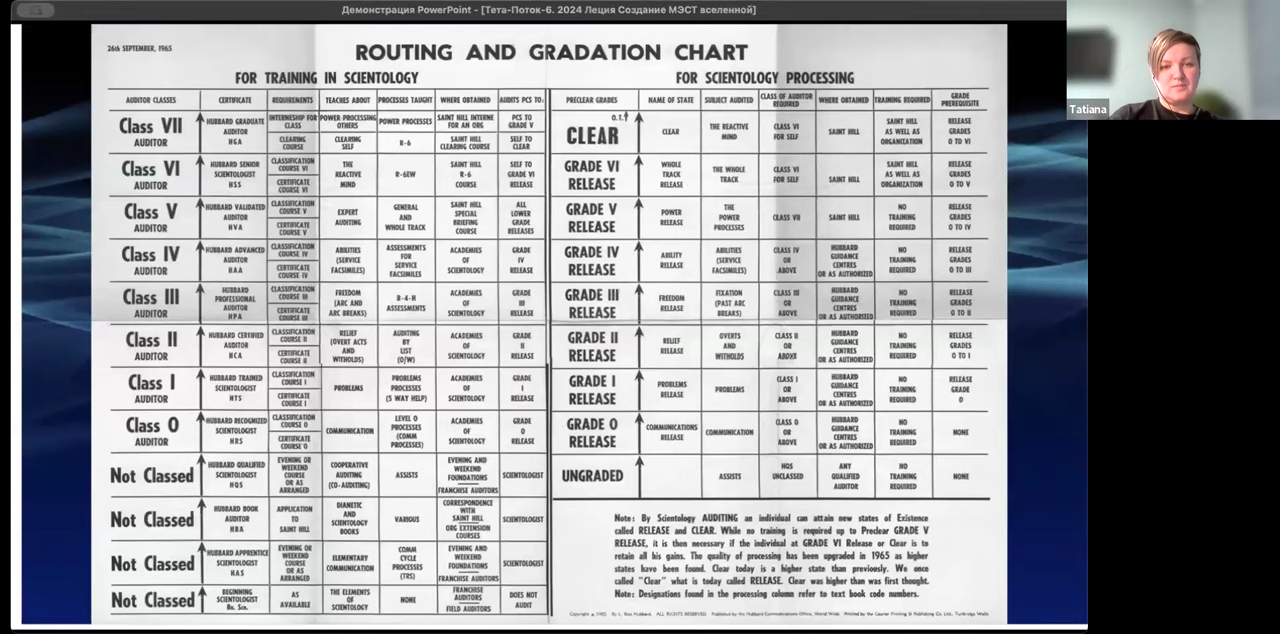 Демонстрация PowerPoint - [Тета-Поток-6. 2024 Леция Создание МЭСТ вселенной]
Tatiana
26th SEPTEMBER, 1965
ROUTING AND GRADATION CHART
FOR TRAINING IN SCIENTOLOGY
AUDITOR CLASSES CERTIFICATE REQUIREMENTS TEACHES ABOUT PROCESSES TAUGHT WHERE OBTAINED AUDITS PCS TO:
Class VII AUDITOR
HUBBARD GRADUATE AUDITOR HGA
INTERNESHIP FOR CLASS
POWER PROCESSING OTHERS
POWER PROCESSES
SAINT HILL INTERNE FOR AN ORG
PCS TO GRADE V
CLEARING COURSE
CLEARING SELF
R-6
SAINT HILL CLEARING COURSE
SELF TO CLEAR
Class VI AUDITOR
HUBBARD SENIOR SCIENTOLOGIST HSS
CLASSIFICATION COURSE VI
CERTIFICATE COURSE VI
THE REACTIVE MIND
R-6EW
SAINT HILL R-6 COURSE
SELF TO GRADE VI RELEASE
Class V AUDITOR
HUBBARD VALIDATED AUDITOR HVA
CLASSIFICATION COURSE V
CERTIFICATE COURSE V
EXPERT AUDITING
GENERAL AND WHOLE TRACK
SAINT HILL SPECIAL BRIEFING COURSE
ALL LOWER GRADE RELEASES
Class IV AUDITOR
HUBBARD ADVANCED AUDITOR HAA
CLASSIFICATION COURSE IV
CERTIFICATE COURSE IV
ABILITIES (SERVICE FACSIMILES)
ASSESSMENTS FOR SERVICE FACSIMILES
ACADEMIES OF SCIENTOLOGY
GRADE IV RELEASE
Class III AUDITOR
HUBBARD PROFESSIONAL AUDITOR HPA
CLASSIFICATION COURSE III
CERTIFICATE COURSE III
FREEDOM (ARC AND ARC BREAKS)
R-4-H ASSESSMENTS
ACADEMIES OF SCIENTOLOGY
GRADE III RELEASE
Class II AUDITOR
HUBBARD CERTIFIED AUDITOR HCA
CLASSIFICATION COURSE II
CERTIFICATE COURSE II
RELIEF (OVERT ACTS AND WITHOLDS)
AUDITING BY LIST (O/W)
ACADEMIES OF SCIENTOLOGY
GRADE II RELEASE
Class I AUDITOR
HUBBARD TRAINED SCIENTOLOGIST HTS
CLASSIFICATION COURSE I
CERTIFICATE COURSE I
PROBLEMS
PROBLEMS PROCESSES (5 WAY HELP)
ACADEMIES OF SCIENTOLOGY
GRADE I RELEASE
Class O AUDITOR
HUBBARD RECOGNIZED SCIENTOLOGIST HRS
CLASSIFICATION COURSE O
CERTIFICATE COURSE O
COMMUNICATION
LEVEL O PROCESSES (COMM PROCESSES)
ACADEMIES OF SCIENTOLOGY
GRADE O RELEASE
Not Classed
HUBBARD QUALIFIED SCIENTOLOGIST HQS
EVENING OR WEEKEND COURSE OR AS ARRANGED
COOPERATIVE AUDITING (CO-AUDITING)
ASSISTS
EVENING AND WEEKEND FOUNDATIONS
FRANCHISE AUDITORS
SCIENTOLOGIST
Not Classed
HUBBARD BOOK AUDITOR HBA
APPLICATION TO SAINT HILL
DIANETIC AND SCIENTOLOGY BOOKS
VARIOUS
CORRESPONDENCE WITH SAINT HILL
ORG EXTENSION COURSES
SCIENTOLOGIST
Not Classed
HUBBARD APPRENTICE SCIENTOLOGIST HAS
EVENING OR WEEKEND COURSE OR AS ARRANGED
ELEMENTARY COMMUNICATION
COMM CYCLE PROCESSES (TRS)
EVENING AND WEEKEND FOUNDATIONS
FRANCHISE AUDITORS
SCIENTOLOGIST
Not Classed
BEGINNING SCIENTOLOGIST Bn. Scn.
AS AVAILABLE
THE ELEMENTS OF SCIENTOLOGY
NONE
FRANCHISE AUDITORS
FIELD AUDITORS
DOES NOT AUDIT
FOR SCIENTOLOGY PROCESSING
PRECLEAR GRADES NAME OF STATE SUBJECT AUDITED CLASS OF AUDITOR REQUIRED WHERE OBTAINED TRAINING REQUIRED GRADE PREREQUISITE
O.T.
CLEAR
CLEAR
THE REACTIVE MIND
CLASS VI FOR SELF
SAINT HILL
SAINT HILL AS WELL AS ORGANIZATION
RELEASE GRADES O TO VI
GRADE VI RELEASE
WHOLE TRACK RELEASE
THE WHOLE TRACK
CLASS VI FOR SELF
SAINT HILL
SAINT HILL AS WELL AS ORGANIZATION
RELEASE GRADES O TO V
GRADE V RELEASE
POWER RELEASE
THE POWER PROCESSES
CLASS VII
SAINT HILL
NO TRAINING REQUIRED
RELEASE GRADES O TO IV
GRADE IV RELEASE
ABILITY RELEASE
ABILITIES (SERVICE FACSIMILES)
CLASS IV OR ABOVE
HUBBARD GUIDANCE CENTRES OR AS AUTHORIZED
NO TRAINING REQUIRED
RELEASE GRADES O TO III
GRADE III RELEASE
FREEDOM RELEASE
FIXATION (PAST ARC BREAKS)
CLASS III OR ABOVE
HUBBARD GUIDANCE CENTRES OR AS AUTHORIZED
NO TRAINING REQUIRED
RELEASE GRADES O TO II
GRADE II RELEASE
RELIEF RELEASE
OVERTS AND WITHOLDS
CLASS II OR ABOVE
HUBBARD GUIDANCE CENTRES OR AS AUTHORIZED
NO TRAINING REQUIRED
RELEASE GRADES O TO I
GRADE I RELEASE
PROBLEMS RELEASE
PROBLEMS
CLASS I OR ABOVE
HUBBARD GUIDANCE CENTRES OR AS AUTHORIZED
NO TRAINING REQUIRED
RELEASE GRADE O
GRADE O RELEASE
COMMUNICATIONS RELEASE
COMMUNICATION
CLASS O OR ABOVE
HUBBARD GUIDANCE CENTRES OR AS AUTHORIZED
NO TRAINING REQUIRED
NONE
UNGRADED
ASSISTS
HQS UNCLASSED
ANY QUALIFIED AUDITOR
NO TRAINING REQUIRED
NONE
Note: By Scientology AUDITING an individual can attain new states of Existence
called RELEASE and CLEAR. While no training is required up to Preclear GRADE V
RELEASE, it is then necessary if the individual at GRADE VI Release or Clear is to
retain all his gains. The quality of processing has been upgraded in 1965 as higher
states have been found. Clear today is a higher state than previously. We once
called "Clear" what is today called RELEASE. Clear was higher than was first thought.
Note: Designations found in the processing column refer to text book code numbers.
Copyright © 1965 By L. Ron Hubbard. ALL RIGHTS RESERVED Published by the Hubbard Communications Office, World Wide. Printed by the Courier Printing & Publishing Co. Ltd., Tunbridge Wells